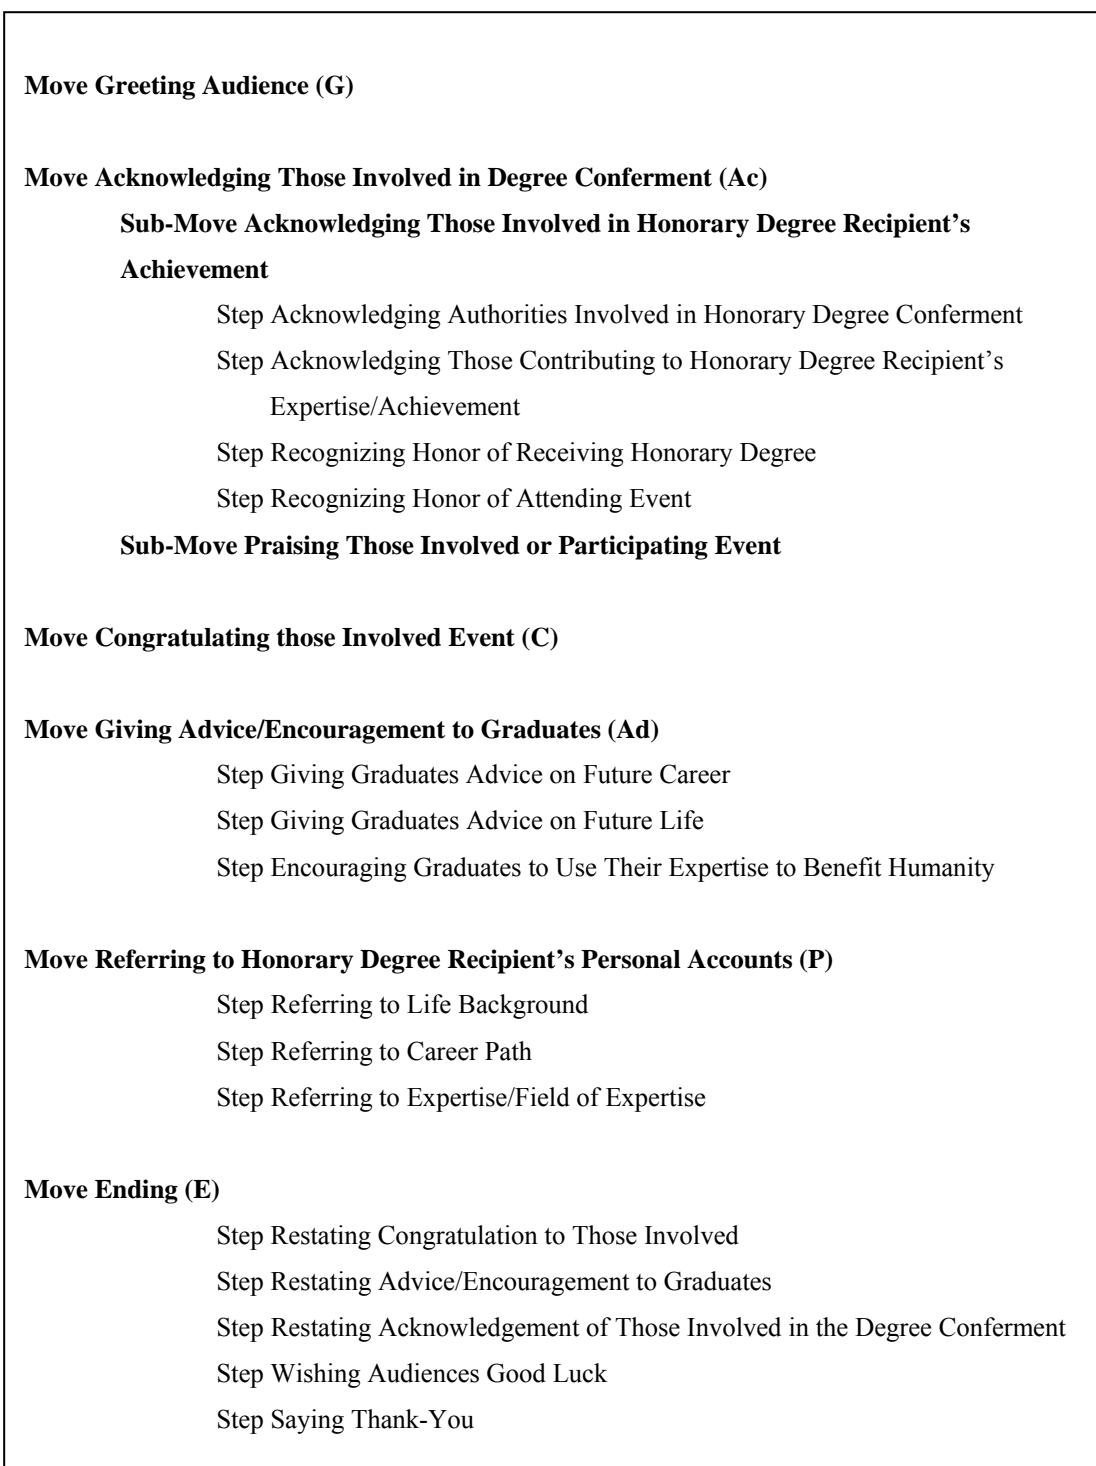 Move Greeting Audience (G)
Move Acknowledging Those Involved in Degree Conferment (Ac)
Sub-Move Acknowledging Those Involved in Honorary Degree Recipient's
Achievement
Step Acknowledging Authorities Involved in Honorary Degree Conferment
Step Acknowledging Those Contributing to Honorary Degree Recipient's
Expertise/Achievement
Step Recognizing Honor of Receiving Honorary Degree
Step Recognizing Honor of Attending Event
Sub-Move Praising Those Involved or Participating Event
Move Congratulating those Involved Event (C)
Move Giving Advice/Encouragement to Graduates (Ad)
Step Giving Graduates Advice on Future Career
Step Giving Graduates Advice on Future Life
Step Encouraging Graduates to Use Their Expertise to Benefit Humanity
Move Referring to Honorary Degree Recipient's Personal Accounts (P)
Step Referring to Life Background
Step Referring to Career Path
Step Referring to Expertise/Field of Expertise
Move Ending (E)
Step Restating Congratulation to Those Involved
Step Restating Advice/Encouragement to Graduates
Step Restating Acknowledgement of Those Involved in the Degree Conferment
Step Wishing Audiences Good Luck
Step Saying Thank-You